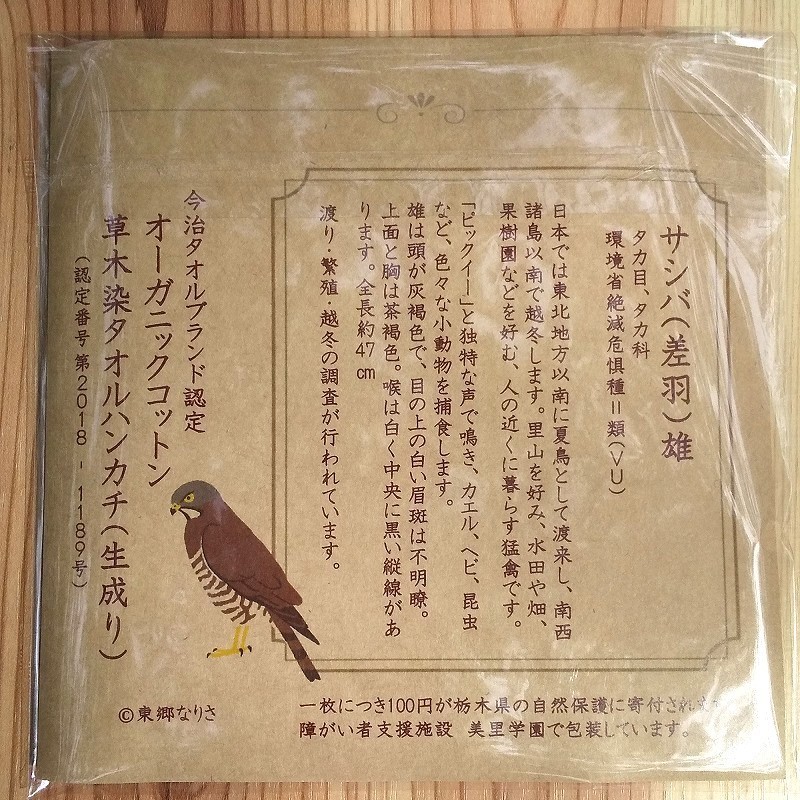 サシバ(差羽)雄
タカ目、タカ科
環境省絶滅危惧種Ⅱ類(VU)
日本では東北地方以南に夏鳥として渡来し、南西
諸島以南で越冬します。里山を好み、水田や畑、
果樹園などを好む、人の近くに暮らす猛禽です。
「ピックイー」と独特な声で鳴き、カエル、ヘビ、昆虫
など、色々な小動物を捕食します。
雄は頭が灰褐色で、目の上の白い眉斑は不明瞭。
上面と胸は茶褐色。喉は白く中央に黒い縦線があ
ります。全長約47cm
渡り・繁殖・越冬の調査が行われています。
今治タオルブランド認定
オーガニックコットン
草木染タオルハンカチ(生成り)
(認定番号 第2018-1189号)
©東郷なりさ
一枚につき100円が栃木県の自然保護に寄付されます
障がい者支援施設 美里学園で包装しています。